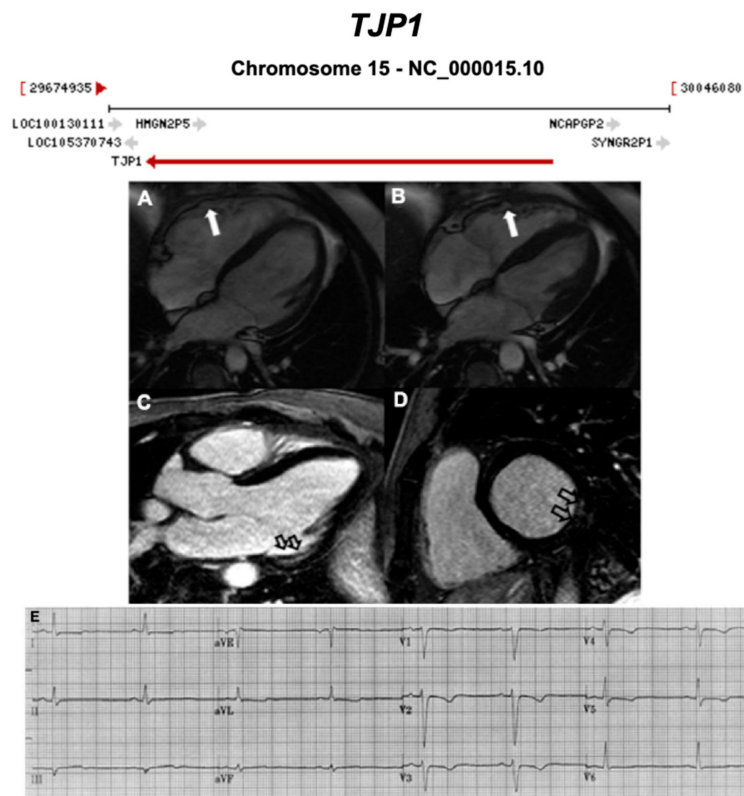 TJP1
Chromosome 15 - NC_000015.10
[ 29674935
[ 30046080
LOC100130111
HMGN2P5
NCAPGP2
LOC105370743
SYNGR2P1
TJP1
A
B
C
D
E
I
aVR
V1
V4
II
aVL
V2
V5
III
aVF
V3
V6